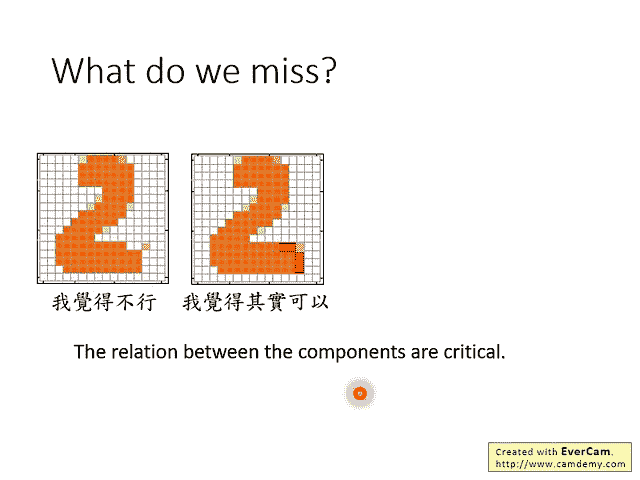 What do we miss?
我覺得不行
我覺得其實可以
The relation between the components are critical.
Created with EverCam.
http://www.camdemy.com